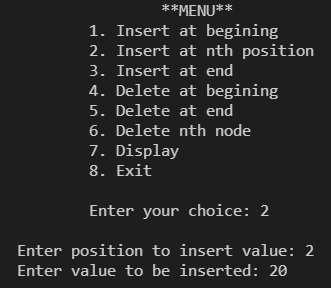 **MENU**
1. Insert at begining
2. Insert at nth position
3. Insert at end
4. Delete at begining
5. Delete at end
6. Delete nth node
7. Display
8. Exit
Enter your choice: 2
Enter position to insert value: 2
Enter value to be inserted: 20